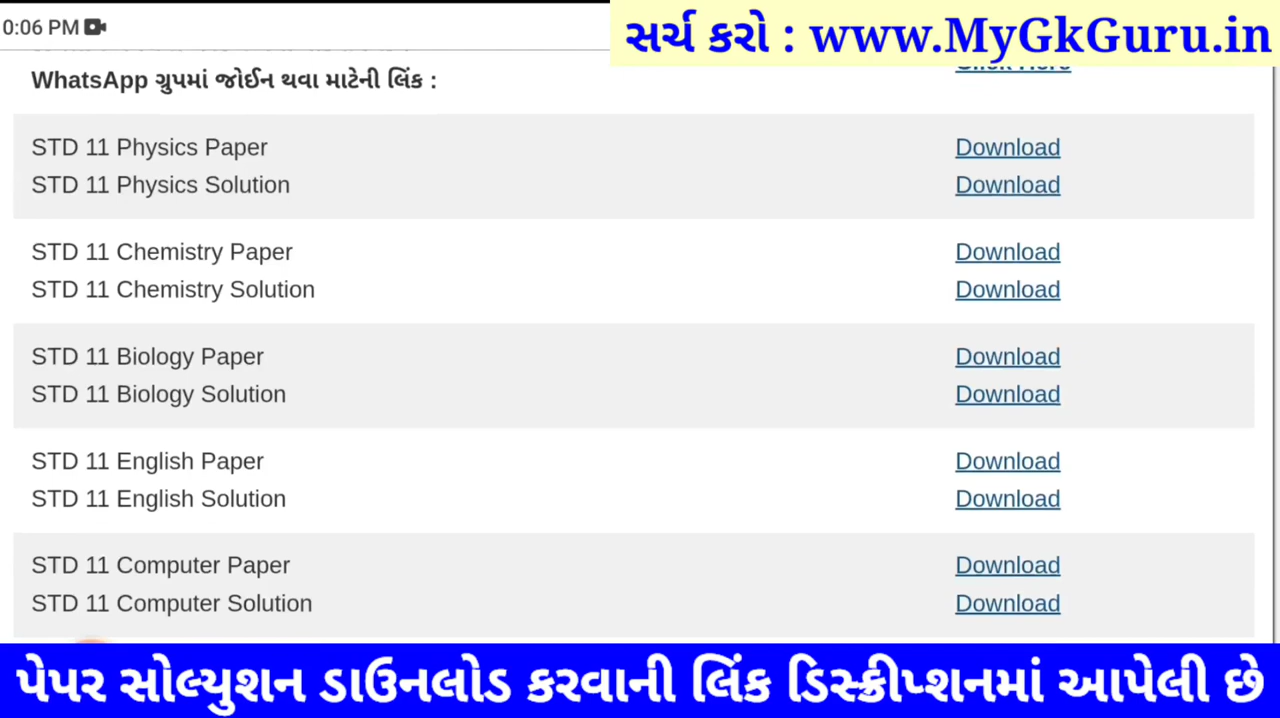 0:06 PM
સર્ચ કરો : www.MyGkGuru.in
Click Here
WhatsApp ગ્રુપમાં જોઈન થવા માટેની લિંક :
STD 11 Physics Paper Download
STD 11 Physics Solution Download
STD 11 Chemistry Paper Download
STD 11 Chemistry Solution Download
STD 11 Biology Paper Download
STD 11 Biology Solution Download
STD 11 English Paper Download
STD 11 English Solution Download
STD 11 Computer Paper Download
STD 11 Computer Solution Download
પેપર સોલ્યુશન ડાઉનલોડ કરવાની લિંક ડિસ્ક્રીપ્શનમાં આપેલી છે